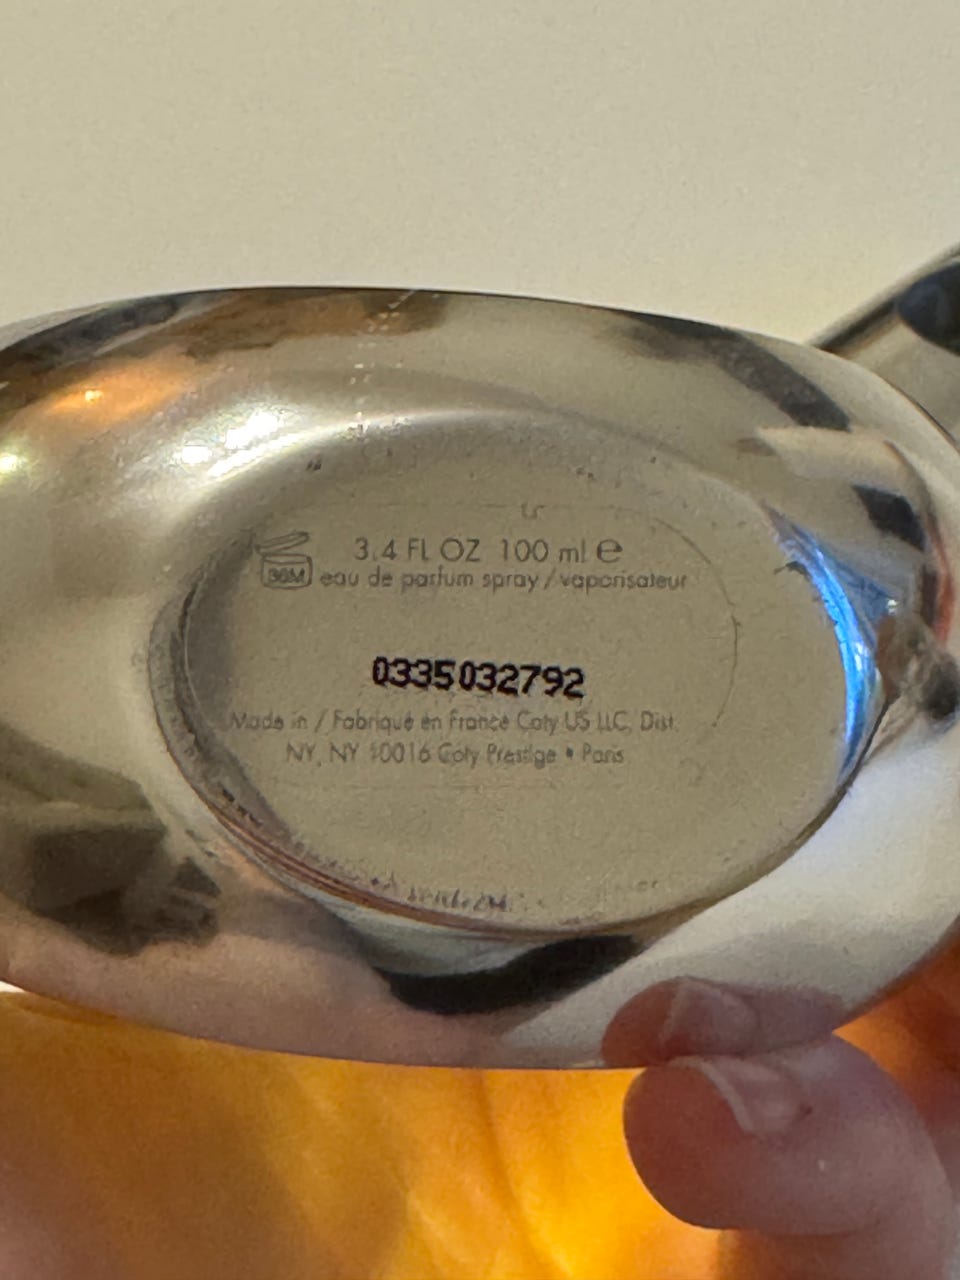 3.4 FL OZ 100 ml ℮
36M eau de parfum spray / vaporisateur
0335032792
Made in / Fabriqué en France Coty US LLC, Dist.
NY, NY 10016 Coty Prestige • Paris